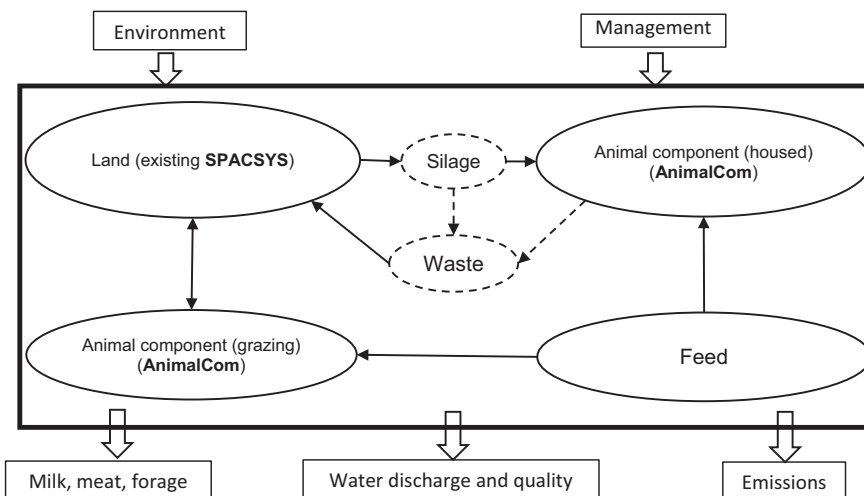 Environment
Management
Land (existing SPACSYS)
Silage
Animal component (housed)
(AnimalCom)
Waste
Animal component (grazing)
(AnimalCom)
Feed
Milk, meat, forage
Water discharge and quality
Emissions